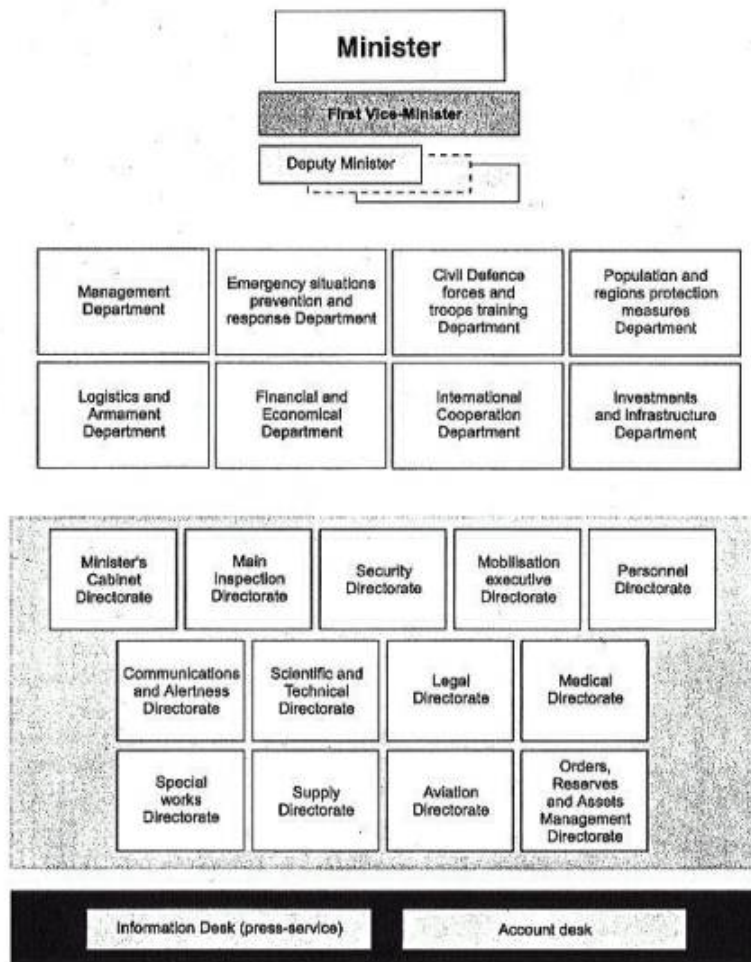 Minister
First Vice-Minister
Deputy Minister
Management
Department
Emergency situations
prevention and
response Department
Civil Defence
forces and
troops training
Department
Population and
regions protection
measures
Department
Logistics and
Armament
Department
Financial and
Economical
Department
International
Cooperation
Department
Investments
and Infrastructure
Department
Minister's
Cabinet
Directorate
Main
Inspection
Directorate
Security
Directorate
Mobilisation
executive
Directorate
Personnel
Directorate
Communications
and Alertness
Directorate
Scientific and
Technical
Directorate
Legal
Directorate
Medical
Directorate
Special
works
Directorate
Supply
Directorate
Aviation
Directorate
Orders,
Reserves
and Assets
Management
Directorate
Information Desk (press-service)
Account desk